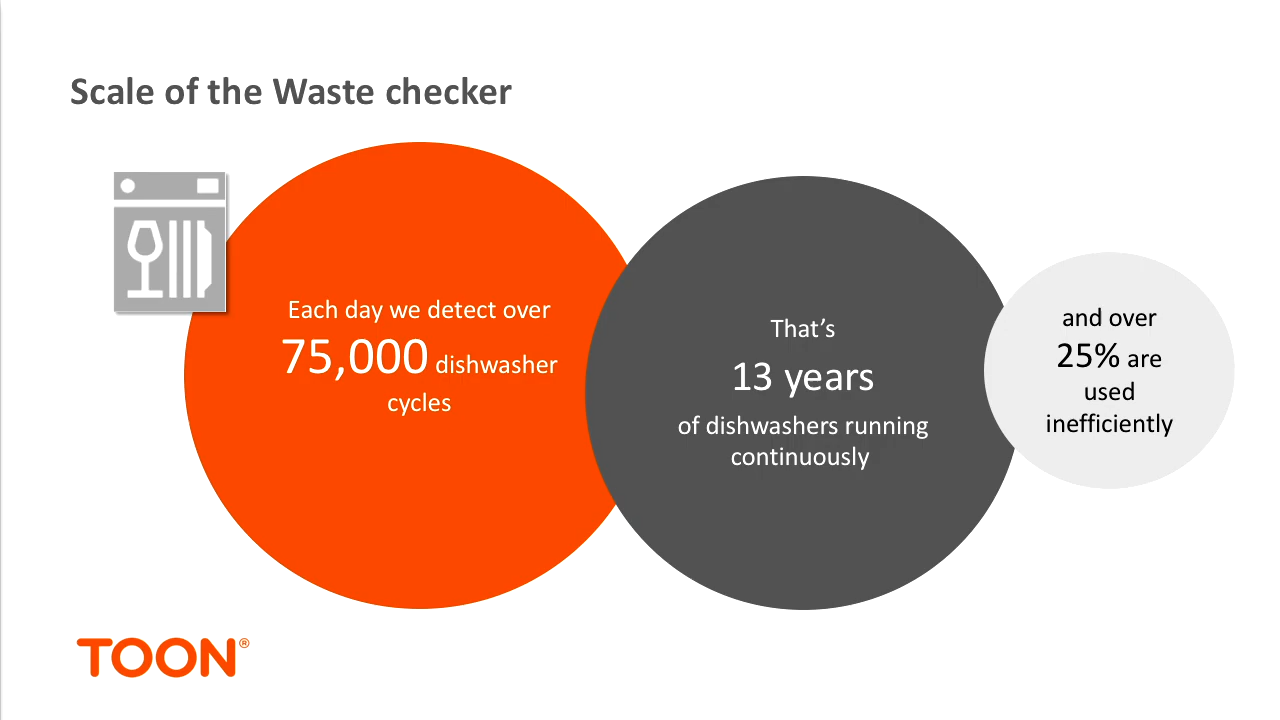 Scale of the Waste checker
Each day we detect over
75,000 dishwasher
cycles
That’s
13 years
of dishwashers running
continuously
and over
25% are
used
inefficiently
TOON®